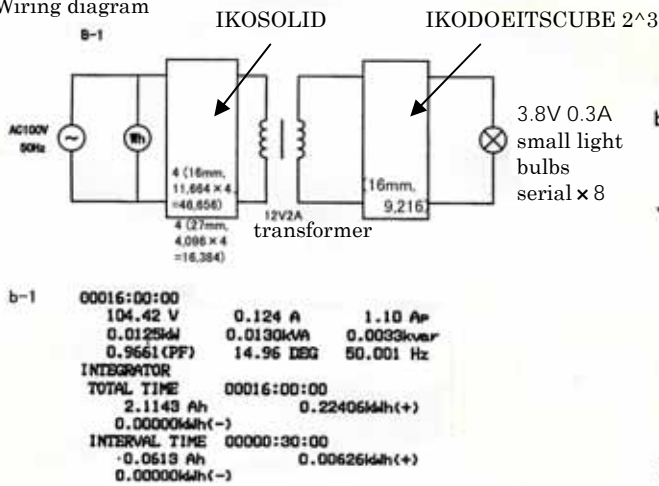 Wiring diagram
IKOSOLID
IKODOEITSCUBE 2^3
B-1
AC100V
50Hz
Wh
4 (16mm,
11,664 × 4
=46,656)
4 (27mm,
4,096 × 4
=16,384)
12V2A
transformer
(16mm,
9,216)
3.8V 0.3A
small light
bulbs
serial × 8
b-1 00016:00:00
104.42 V 0.124 A 1.10 Ap
0.0125kW 0.0130kVA 0.0033kvar
0.9661(PF) 14.96 DEG 50.001 Hz
INTEGRATOR
TOTAL TIME 00016:00:00
2.1143 Ah 0.22406kWh(+)
0.00000kWh(-)
INTERVAL TIME 00000:30:00
0.0613 Ah 0.00626kWh(+)
0.00000kWh(-)